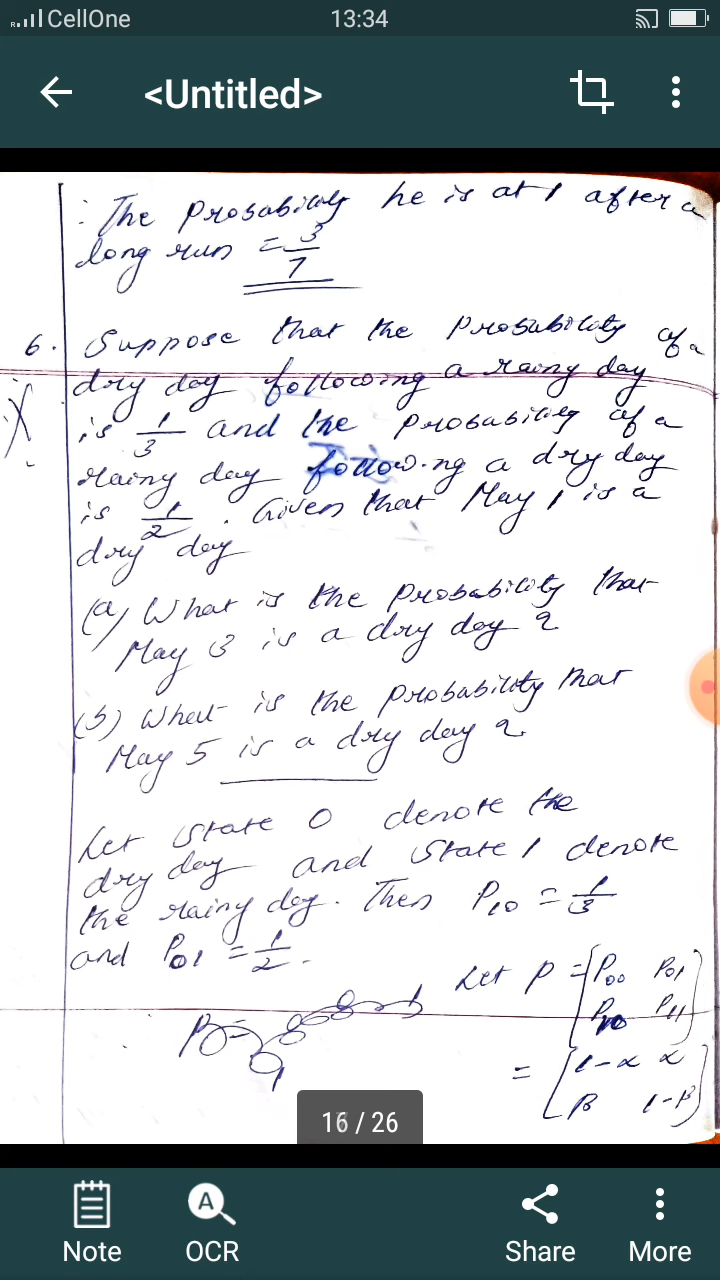 CellOne
13:34
<Untitled>
∴ The probability he is at 1 after a
long run = 3/7
6. Suppose that the probability of a
dry day following a rainy day
is 1/3 and the probability of a
rainy day following a dry day
is 1/2. Given that May 1 is a
dry day
(a) What is the probability that
May 3 is a dry day ?
(b) What is the probability that
May 5 is a dry day ?
Let state 0 denote the
dry day and state 1 denote
the rainy day. Then P10 = 1/3
and P01 = 1/2.
Let P = [P00 P01
P10 P11]
= [1-α α
β 1-β]
16 / 26
A
Note OCR Share More